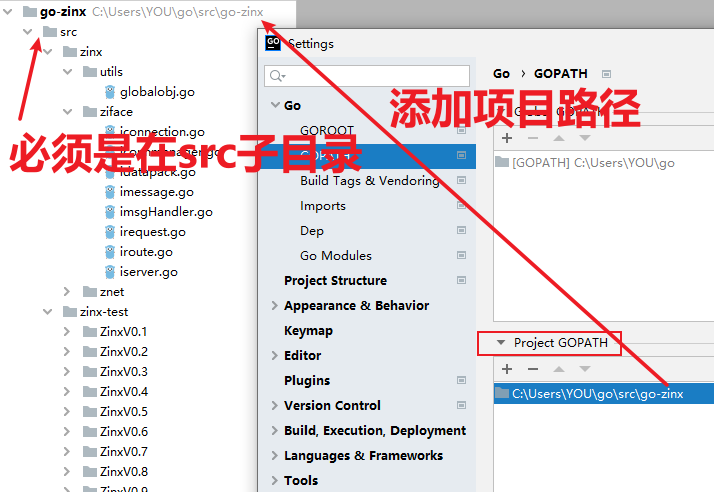 go-zinx C:\Users\YOU\go\src\go-zinx
src
zinx
utils
globalobj.go
ziface
iconnection.go
idatapack.go
imessage.go
imsgHandler.go
irequest.go
iroute.go
iserver.go
znet
zinx-test
ZinxV0.1
ZinxV0.2
ZinxV0.3
ZinxV0.4
ZinxV0.5
ZinxV0.6
ZinxV0.7
ZinxV0.8
ZinxV0.9
必须是在src子目录
GO Settings
Go
GOROOT
GOPATH
Build Tags & Vendoring
Imports
Dep
Go Modules
Project Structure
Appearance & Behavior
Keymap
Editor
Plugins
Version Control
Build, Execution, Deployment
Languages & Frameworks
Tools
Go › GOPATH
添加项目路径
Global GOPATH
[GOPATH] C:\Users\YOU\go
Project GOPATH
C:\Users\YOU\go\src\go-zinx